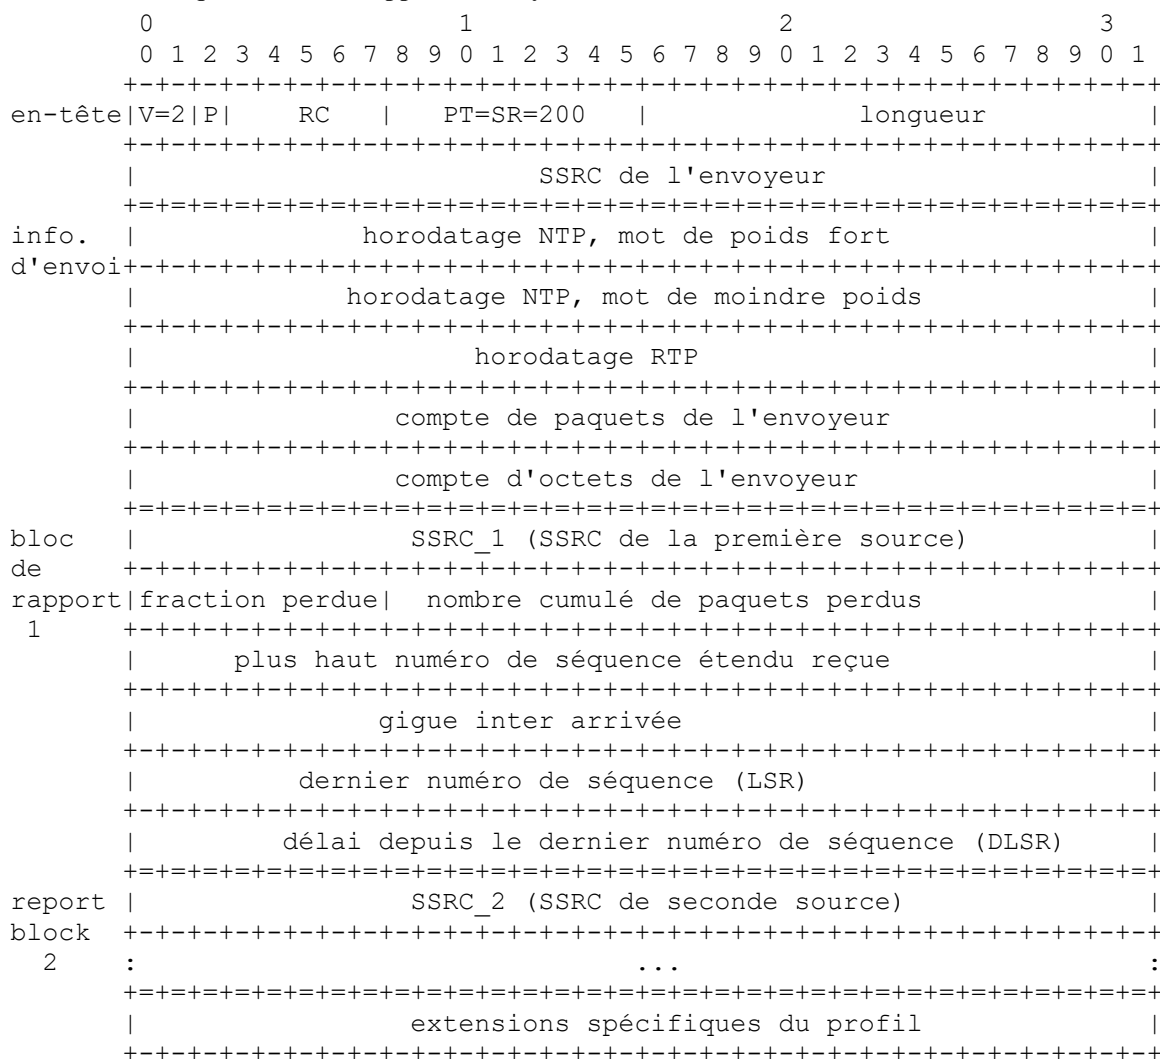 0                   1                   2                   3
        0 1 2 3 4 5 6 7 8 9 0 1 2 3 4 5 6 7 8 9 0 1 2 3 4 5 6 7 8 9 0 1
       +-+-+-+-+-+-+-+-+-+-+-+-+-+-+-+-+-+-+-+-+-+-+-+-+-+-+-+-+-+-+-+-+
en-tête|V=2|P|    RC   |   PT=SR=200   |             longueur          |
       +-+-+-+-+-+-+-+-+-+-+-+-+-+-+-+-+-+-+-+-+-+-+-+-+-+-+-+-+-+-+-+-+
       |                         SSRC de l'envoyeur                    |
       +=+=+=+=+=+=+=+=+=+=+=+=+=+=+=+=+=+=+=+=+=+=+=+=+=+=+=+=+=+=+=+=+
info.  |              horodatage NTP, mot de poids fort                |
d'envoi+-+-+-+-+-+-+-+-+-+-+-+-+-+-+-+-+-+-+-+-+-+-+-+-+-+-+-+-+-+-+-+-+
       |             horodatage NTP, mot de moindre poids              |
       +-+-+-+-+-+-+-+-+-+-+-+-+-+-+-+-+-+-+-+-+-+-+-+-+-+-+-+-+-+-+-+-+
       |                     horodatage RTP                            |
       +-+-+-+-+-+-+-+-+-+-+-+-+-+-+-+-+-+-+-+-+-+-+-+-+-+-+-+-+-+-+-+-+
       |                compte de paquets de l'envoyeur                |
       +-+-+-+-+-+-+-+-+-+-+-+-+-+-+-+-+-+-+-+-+-+-+-+-+-+-+-+-+-+-+-+-+
       |                compte d'octets de l'envoyeur                  |
       +=+=+=+=+=+=+=+=+=+=+=+=+=+=+=+=+=+=+=+=+=+=+=+=+=+=+=+=+=+=+=+=+
bloc   |                 SSRC_1 (SSRC de la première source)           |
de     +-+-+-+-+-+-+-+-+-+-+-+-+-+-+-+-+-+-+-+-+-+-+-+-+-+-+-+-+-+-+-+-+
rapport|fraction perdue|  nombre cumulé de paquets perdus              |
 1     +-+-+-+-+-+-+-+-+-+-+-+-+-+-+-+-+-+-+-+-+-+-+-+-+-+-+-+-+-+-+-+-+
       |      plus haut numéro de séquence étendu reçue                |
       +-+-+-+-+-+-+-+-+-+-+-+-+-+-+-+-+-+-+-+-+-+-+-+-+-+-+-+-+-+-+-+-+
       |               gigue inter arrivée                             |
       +-+-+-+-+-+-+-+-+-+-+-+-+-+-+-+-+-+-+-+-+-+-+-+-+-+-+-+-+-+-+-+-+
       |          dernier numéro de séquence (LSR)                     |
       +-+-+-+-+-+-+-+-+-+-+-+-+-+-+-+-+-+-+-+-+-+-+-+-+-+-+-+-+-+-+-+-+
       |         délai depuis le dernier numéro de séquence (DLSR)     |
       +=+=+=+=+=+=+=+=+=+=+=+=+=+=+=+=+=+=+=+=+=+=+=+=+=+=+=+=+=+=+=+=+
report |                 SSRC_2 (SSRC de seconde source)               |
block  +-+-+-+-+-+-+-+-+-+-+-+-+-+-+-+-+-+-+-+-+-+-+-+-+-+-+-+-+-+-+-+-+
  2    :                               ...                             :
       +=+=+=+=+=+=+=+=+=+=+=+=+=+=+=+=+=+=+=+=+=+=+=+=+=+=+=+=+=+=+=+=+
       |                 extensions spécifiques du profil              |
       +-+-+-+-+-+-+-+-+-+-+-+-+-+-+-+-+-+-+-+-+-+-+-+-+-+-+-+-+-+-+-+-+